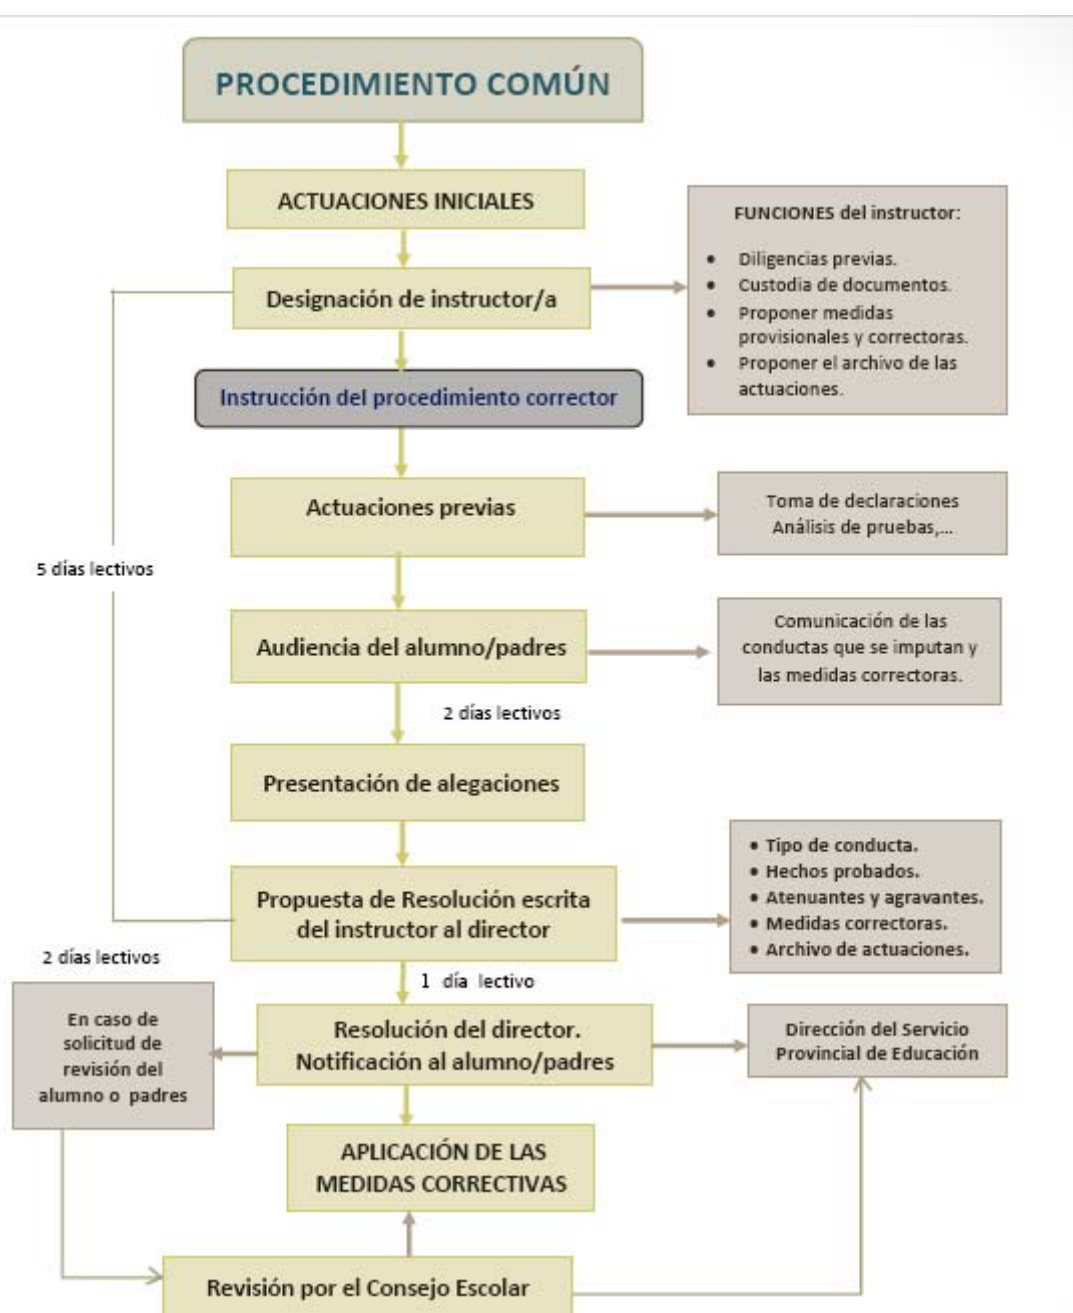 PROCEDIMIENTO COMÚN
ACTUACIONES INICIALES
FUNCIONES del instructor:
• Diligencias previas.
• Custodia de documentos.
• Proponer medidas
provisionales y correctoras.
• Proponer el archivo de las
actuaciones.
Designación de instructor/a
Instrucción del procedimiento corrector
Actuaciones previas
Toma de declaraciones
Análisis de pruebas,...
5 días lectivos
Audiencia del alumno/padres
Comunicación de las
conductas que se imputan y
las medidas correctoras.
2 días lectivos
Presentación de alegaciones
Propuesta de Resolución escrita
del instructor al director
• Tipo de conducta.
• Hechos probados.
• Atenuantes y agravantes.
• Medidas correctoras.
• Archivo de actuaciones.
2 días lectivos
1 día lectivo
En caso de
solicitud de
revisión del
alumno o padres
Resolución del director.
Notificación al alumno/padres
Dirección del Servicio
Provincial de Educación
APLICACIÓN DE LAS
MEDIDAS CORRECTIVAS
Revisión por el Consejo Escolar